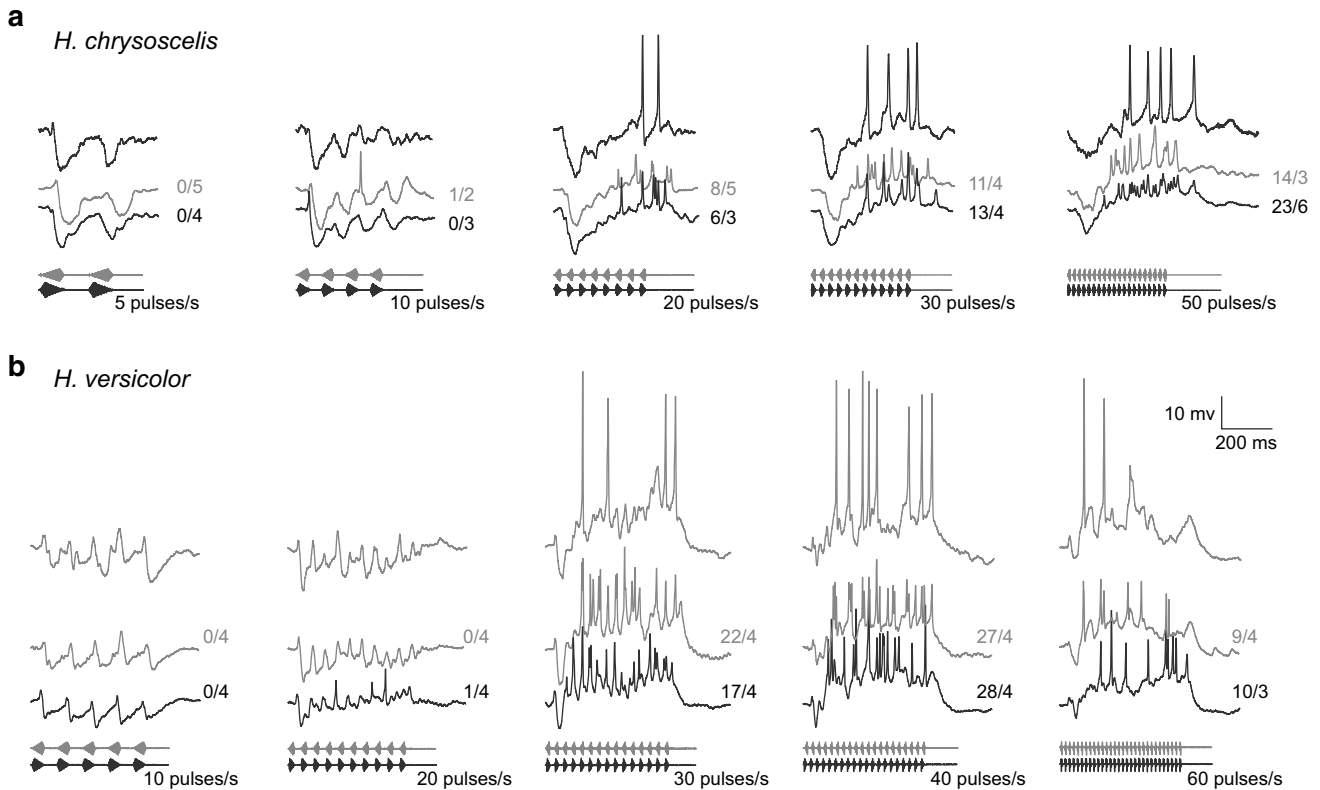 a
H. chrysoscelis
0/5
0/4
5 pulses/s
1/2
0/3
10 pulses/s
8/5
6/3
20 pulses/s
11/4
13/4
30 pulses/s
14/3
23/6
50 pulses/s
b
H. versicolor
10 mv
200 ms
0/4
0/4
10 pulses/s
0/4
1/4
20 pulses/s
22/4
17/4
30 pulses/s
27/4
28/4
40 pulses/s
9/4
10/3
60 pulses/s